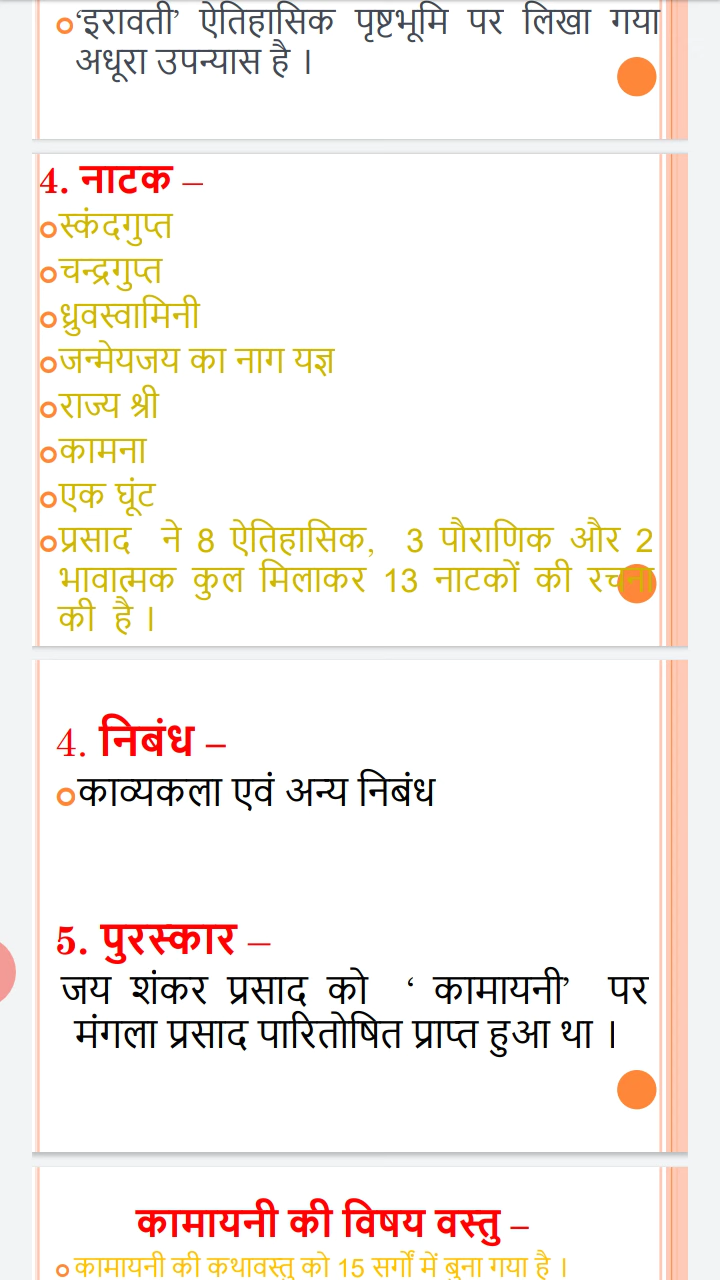 ‘इरावती’ ऐतिहासिक पृष्टभूमि पर लिखा गया
अधूरा उपन्यास है ।
4. नाटक –
स्कंदगुप्त
चन्द्रगुप्त
ध्रुवस्वामिनी
जन्मेयजय का नाग यज्ञ
राज्य श्री
कामना
एक घूंट
प्रसाद ने 8 ऐतिहासिक, 3 पौराणिक और 2
भावात्मक कुल मिलाकर 13 नाटकों की रचना
की है ।
4. निबंध –
काव्यकला एवं अन्य निबंध
5. पुरस्कार –
जय शंकर प्रसाद को ‘ कामायनी’ पर
मंगला प्रसाद पारितोषित प्राप्त हुआ था ।
कामायनी की विषय वस्तु –
कामायनी की कथावस्तु को 15 सर्गों में बुना गया है ।